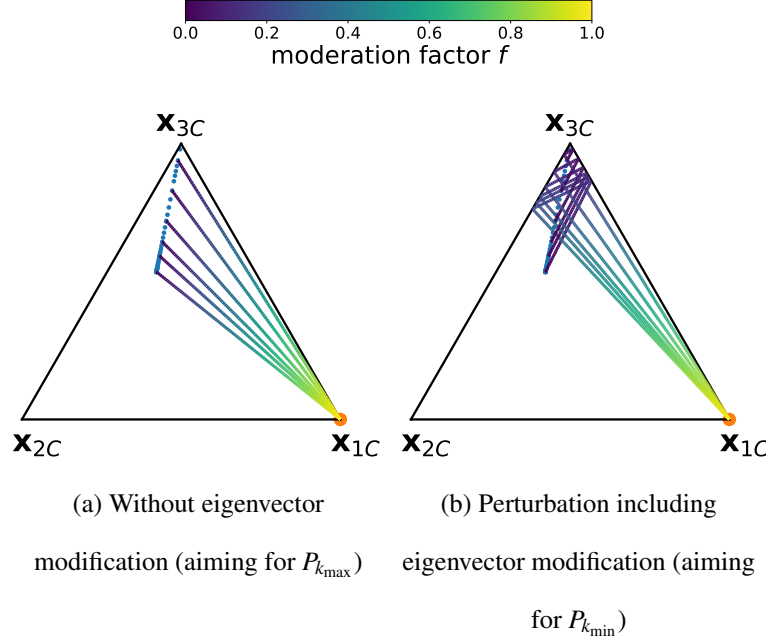 0.0 0.2 0.4 0.6 0.8 1.0
moderation factor f
x3C x3C
x2C x1C x2C x1C
(a) Without eigenvector
modification (aiming for Pkmax)
(b) Perturbation including
eigenvector modification (aiming
for Pkmin)